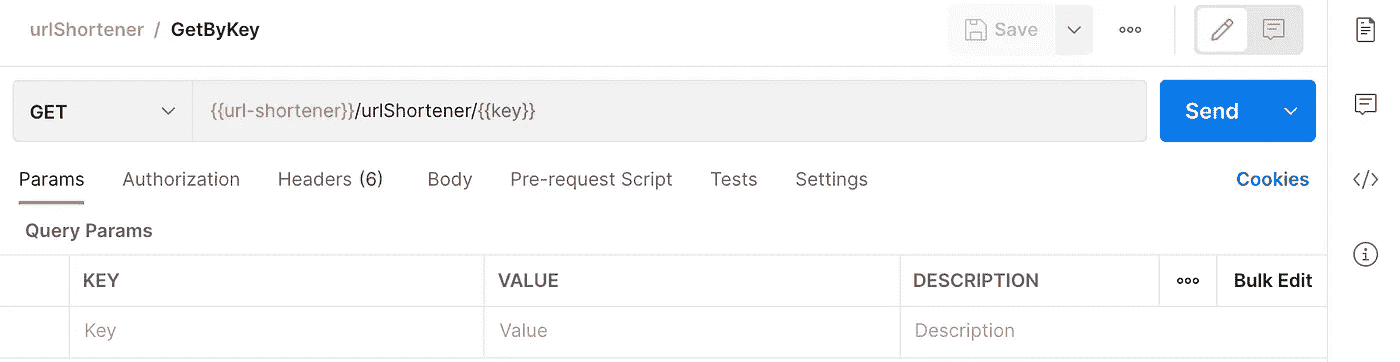 urlShortener / GetByKey Save
GET {{url-shortener}}/urlShortener/{{key}} Send
Params Authorization Headers (6) Body Pre-request Script Tests Settings Cookies
Query Params
KEY VALUE DESCRIPTION Bulk Edit
Key Value Description